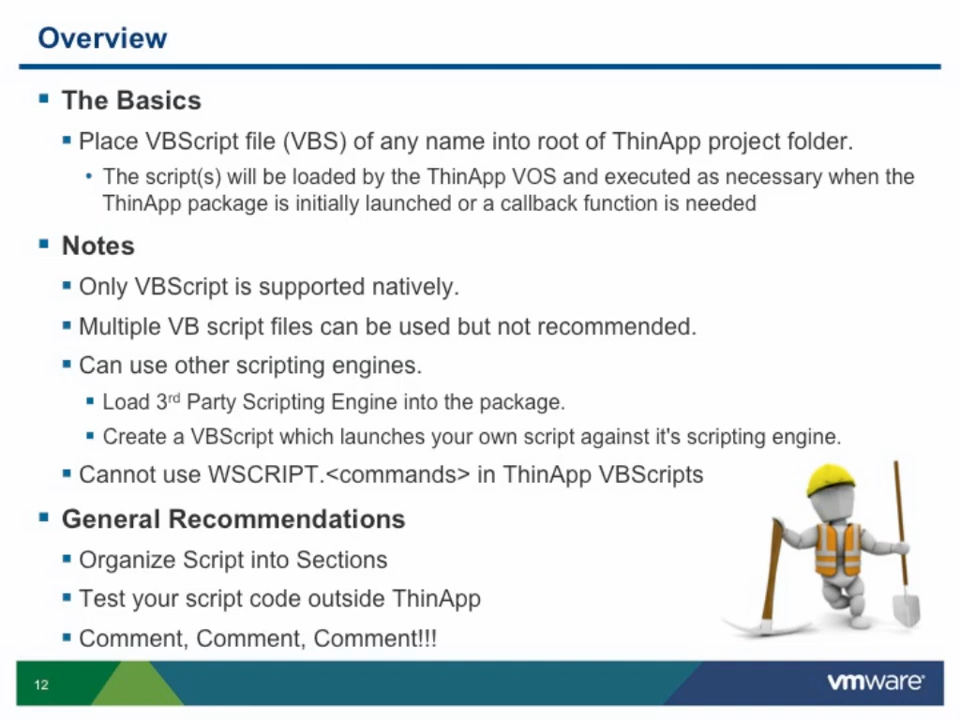 Overview
The Basics
Place VBScript file (VBS) of any name into root of ThinApp project folder.
The script(s) will be loaded by the ThinApp VOS and executed as necessary when the
ThinApp package is initially launched or a callback function is needed
Notes
Only VBScript is supported natively.
Multiple VB script files can be used but not recommended.
Can use other scripting engines.
Load 3rd Party Scripting Engine into the package.
Create a VBScript which launches your own script against it's scripting engine.
Cannot use WSCRIPT.<commands> in ThinApp VBScripts
General Recommendations
Organize Script into Sections
Test your script code outside ThinApp
Comment, Comment, Comment!!!
12
vmware®